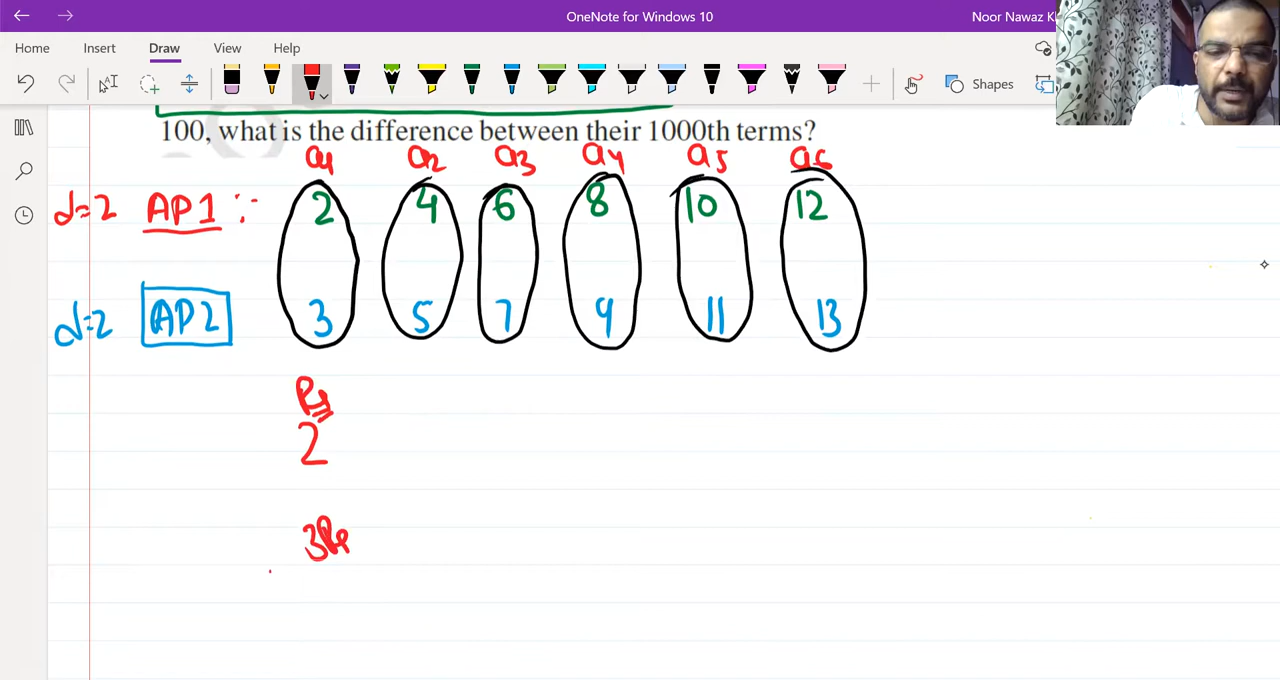 OneNote for Windows 10
Noor Nawaz K
Home Insert Draw View Help
Shapes
100, what is the difference between their 1000th terms?
a1 a2 a3 a4 a5 a6
d=2 AP1 :- 2 4 6 8 10 12
d=2 AP2 3 5 7 9 11 13
Rs
2
3Rs